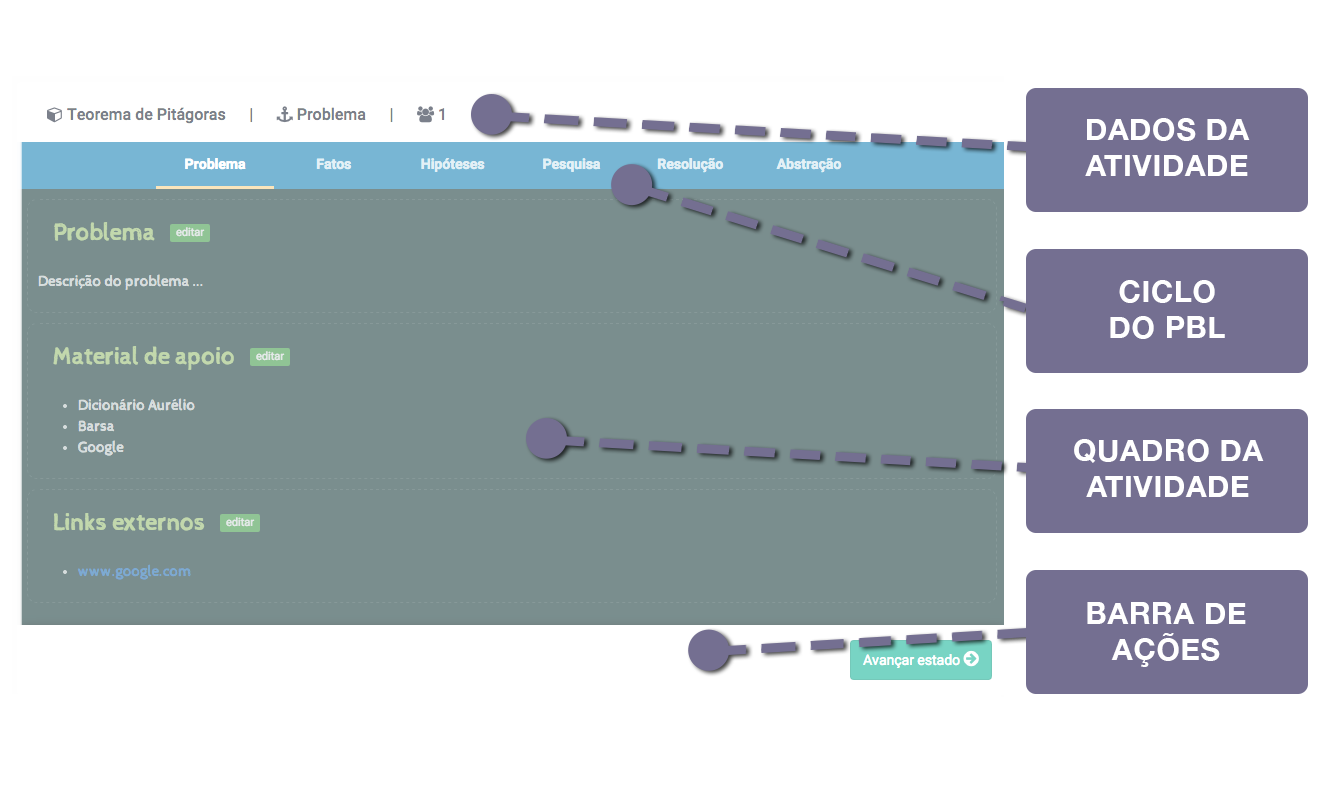 Teorema de Pitágoras | Problema | 1
Problema Fatos Hipóteses Pesquisa Resolução Abstração
Problema editar
Descrição do problema ...
Material de apoio editar
• Dicionário Aurélio
• Barsa
• Google
Links externos editar
• www.google.com
Avançar estado
DADOS DA
ATIVIDADE
CICLO
DO PBL
QUADRO DA
ATIVIDADE
BARRA DE
AÇÕES